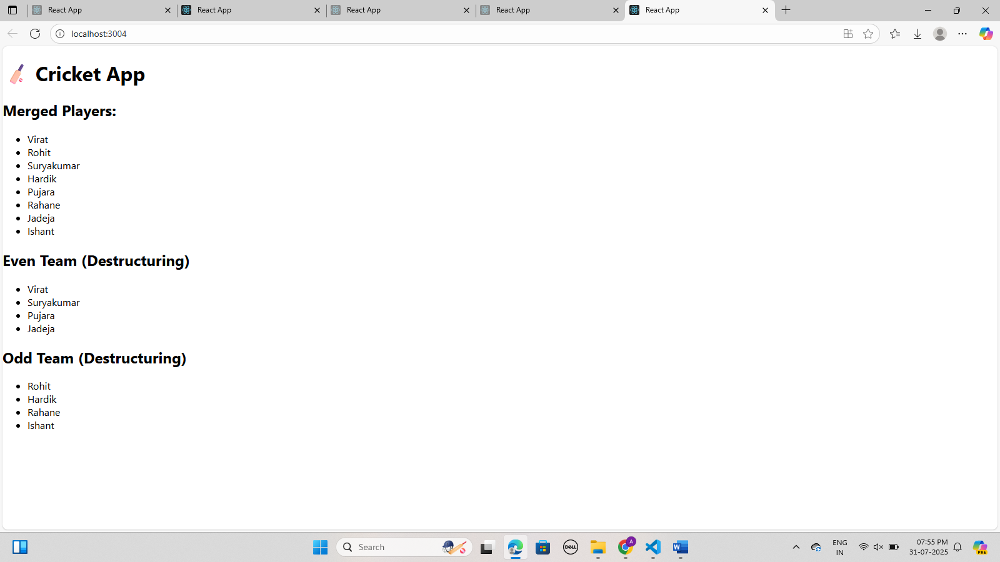 React App
React App
React App
React App
React App
localhost:3004
Cricket App
Merged Players:
Virat
Rohit
Suryakumar
Hardik
Pujara
Rahane
Jadeja
Ishant
Even Team (Destructuring)
Virat
Suryakumar
Pujara
Jadeja
Odd Team (Destructuring)
Rohit
Hardik
Rahane
Ishant
Search
DELL
A
W
ENG
IN
07:55 PM
31-07-2025
PRE